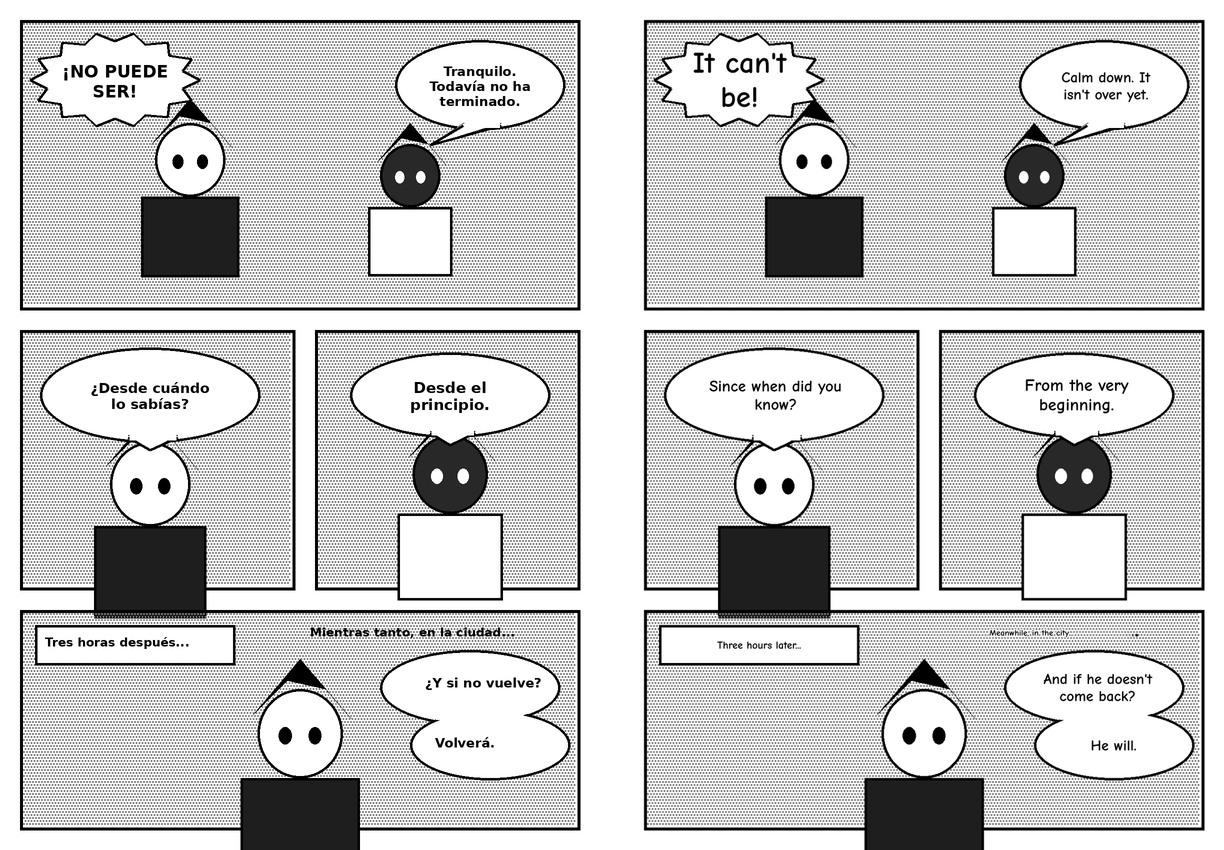 ¡NO PUEDE
SER!
Tranquilo.
Todavía no ha
terminado.
¿Desde cuándo
lo sabías?
Desde el
principio.
Tres horas después...
Mientras tanto, en la ciudad...
¿Y si no vuelve?
Volverá.
It can't
be!
Calm down. It
isn't over yet.
Since when did you
know?
From the very
beginning.
Three hours later...
Meanwhile, in the city
And if he doesn't
come back?
He will.